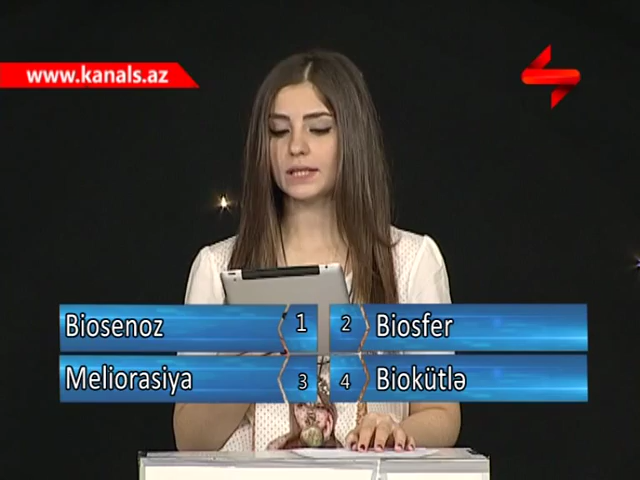 www.kanals.az
Biosenoz 1
2 Biosfer
Meliorasiya 3
4 Biokütlə